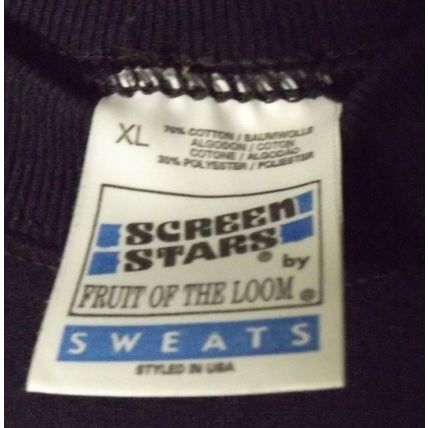 XL
70% COTTON / BAUMWOLLE
ALGODON / COTON
COTONE / ALGODAO
30% POLYESTER / POLIESTER
SCREEN
STARS® by
FRUIT OF THE LOOM®
SWEATS
STYLED IN USA